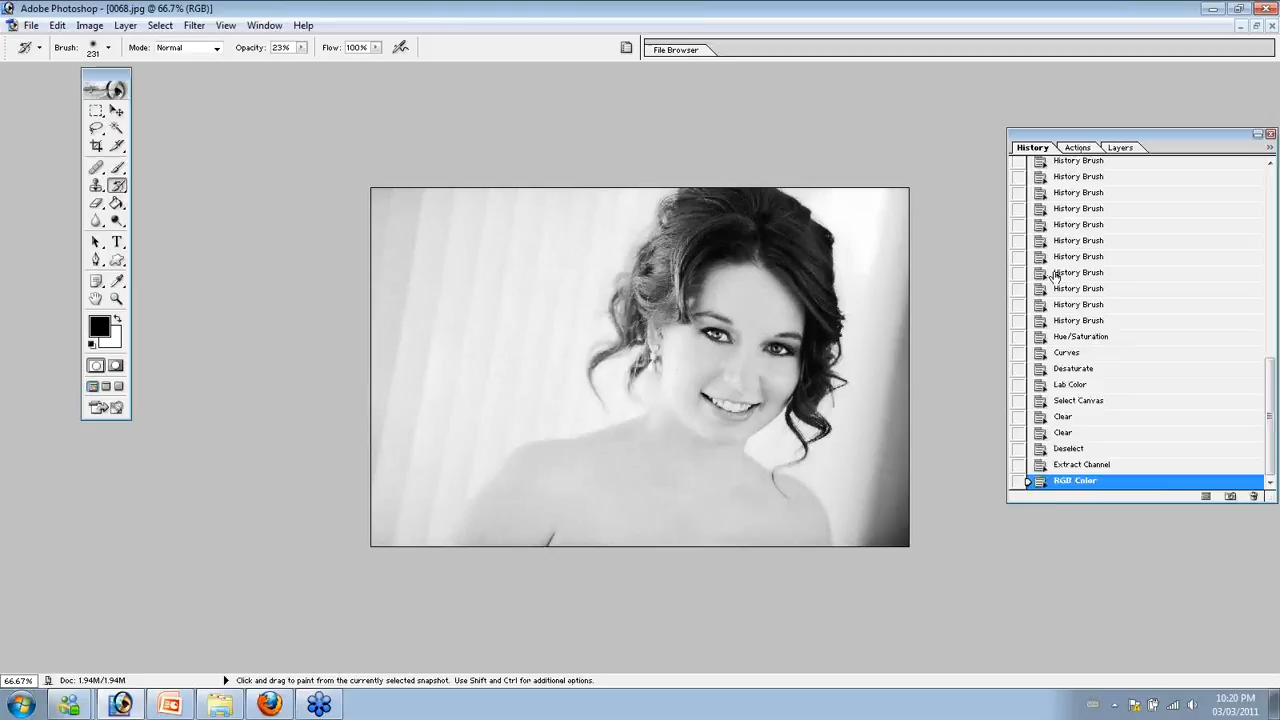 Adobe Photoshop - [0068.jpg @ 66.7% (RGB)]
File Edit Image Layer Select Filter View Window Help
Brush: 231 Mode: Normal Opacity: 23% Flow: 100% File Browser
History Actions Layers
History Brush
History Brush
History Brush
History Brush
History Brush
History Brush
History Brush
History Brush
History Brush
History Brush
History Brush
Hue/Saturation
Curves
Desaturate
Lab Color
Select Canvas
Clear
Clear
Deselect
Extract Channel
RGB Color
66.67% Doc: 1.94M/1.94M Click and drag to paint from the currently selected snapshot. Use Shift and Ctrl for additional options.
10:20 PM
03/03/2011